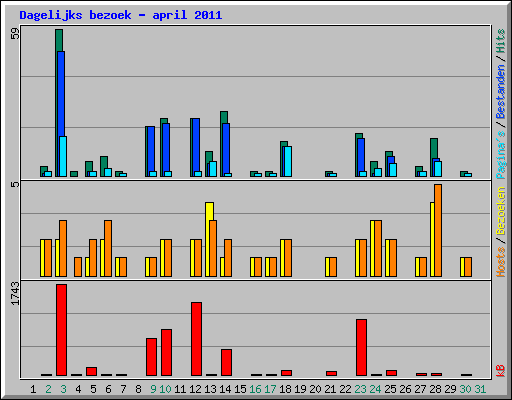 Dagelijks bezoek - april 2011
59
Pagina's / Bestanden / Hits
5
Hosts / Bezoeken
1743
kB
1 2 3 4 5 6 7 8 9 10 11 12 13 14 15 16 17 18 19 20 21 22 23 24 25 26 27 28 29 30 31